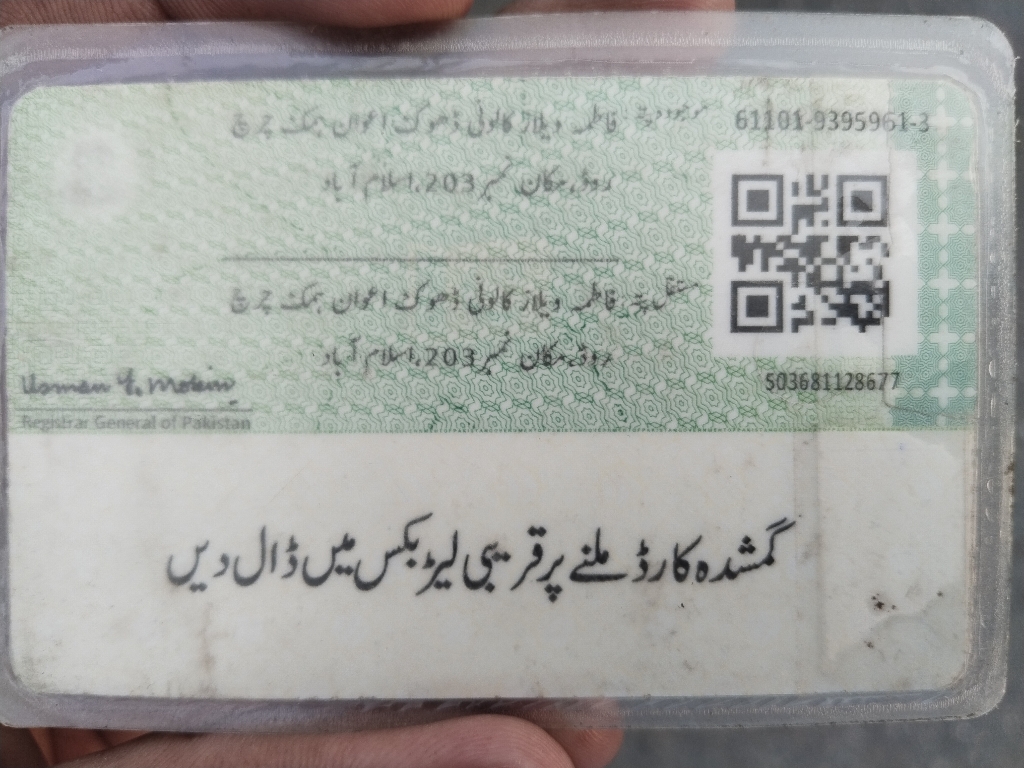 61101-9395961-3
موجودہ پتہ: فاطمہ ویلاز کالونی ڈھوک اعوان ہمک چرچ
روڈ، مکان نمبر 203، اسلام آباد
مستقل پتہ: فاطمہ ویلاز کالونی ڈھوک اعوان ہمک چرچ
روڈ، مکان نمبر 203، اسلام آباد
503681128677
Registrar General of Pakistan
گمشدہ کارڈ ملنے پر قریبی لیٹر بکس میں ڈال دیں